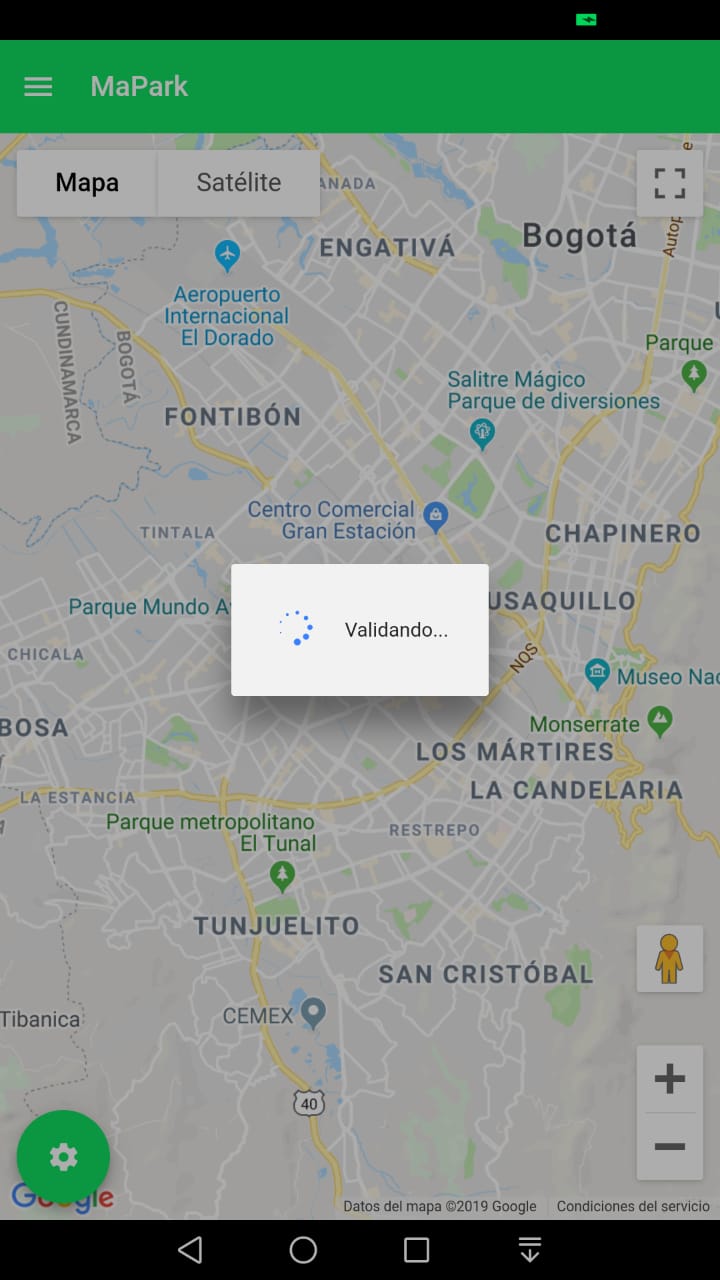 MaPark
Mapa
Satélite
Autop
Bogotá
ENGATIVÁ
Aeropuerto
Internacional
El Dorado
CUNDINAMARCA
BOGOTÁ
Parque
Salitre Mágico
Parque de diversiones
FONTIBÓN
Centro Comercial
Gran Estación
TINTALA
CHAPINERO
Parque Mundo A
USAQUILLO
Validando...
CHICALA
NQS
Museo Nac
BOSA
Monserrate
LOS MÁRTIRES
LA CANDELARIA
LA ESTANCIA
Parque metropolitano
El Tunal
RESTREPO
TUNJUELITO
SAN CRISTÓBAL
Tibanica
CEMEX
40
Google
Datos del mapa ©2019 Google
Condiciones del servicio